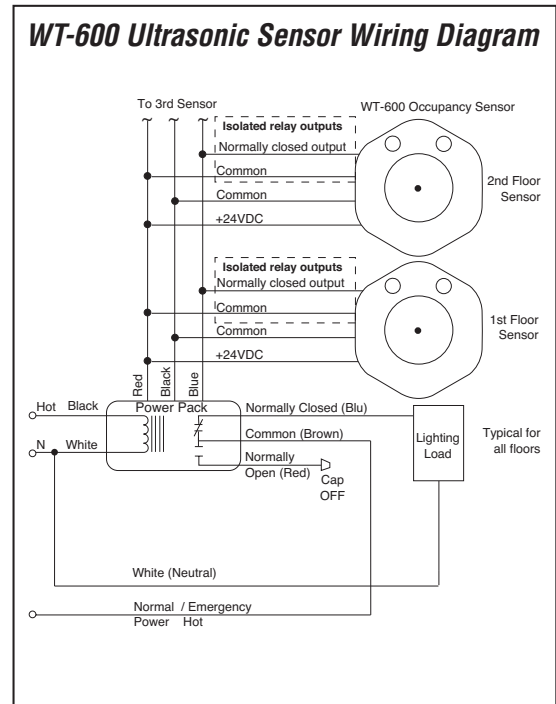 WT-600 Ultrasonic Sensor Wiring Diagram
To 3rd Sensor
WT-600 Occupancy Sensor
Isolated relay outputs
Normally closed output
Common
Common
+24VDC
2nd Floor
Sensor
Isolated relay outputs
Normally closed output
Common
Common
+24VDC
1st Floor
Sensor
Red
Black
Blue
Hot Black
Power Pack
Normally Closed (Blu)
Common (Brown)
N White
Normally
Open (Red)
Cap
OFF
Lighting
Load
Typical for
all floors
White (Neutral)
Normal / Emergency
Power Hot